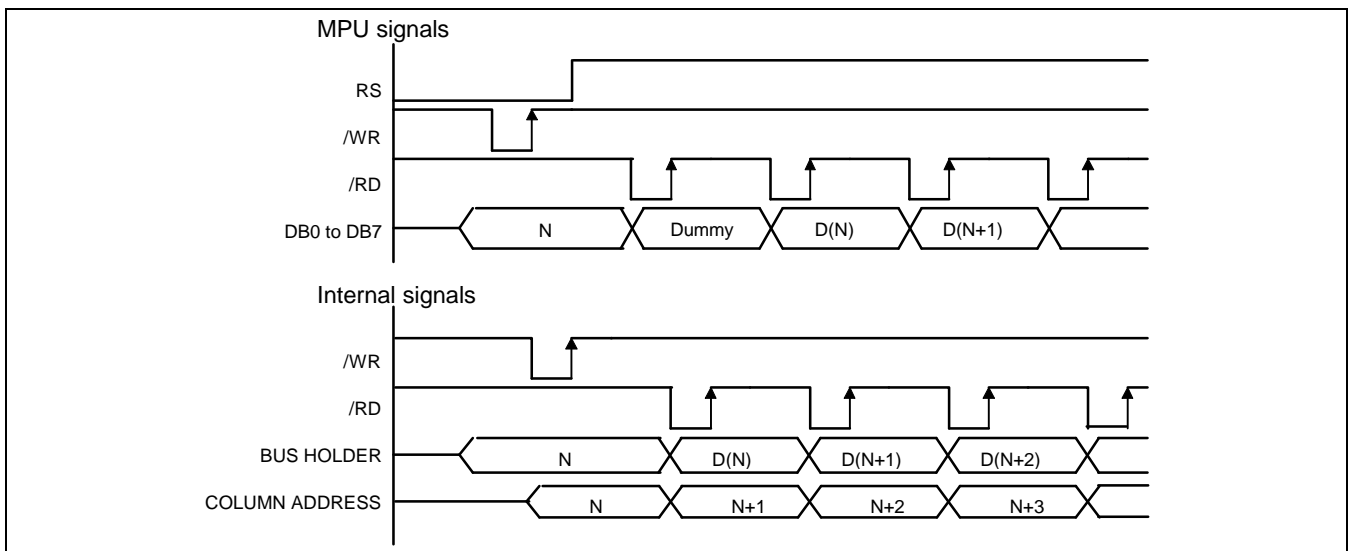 MPU signals
RS
/WR
/RD
DB0 to DB7 N Dummy D(N) D(N+1)
Internal signals
/WR
/RD
BUS HOLDER N D(N) D(N+1) D(N+2)
COLUMN ADDRESS N N+1 N+2 N+3